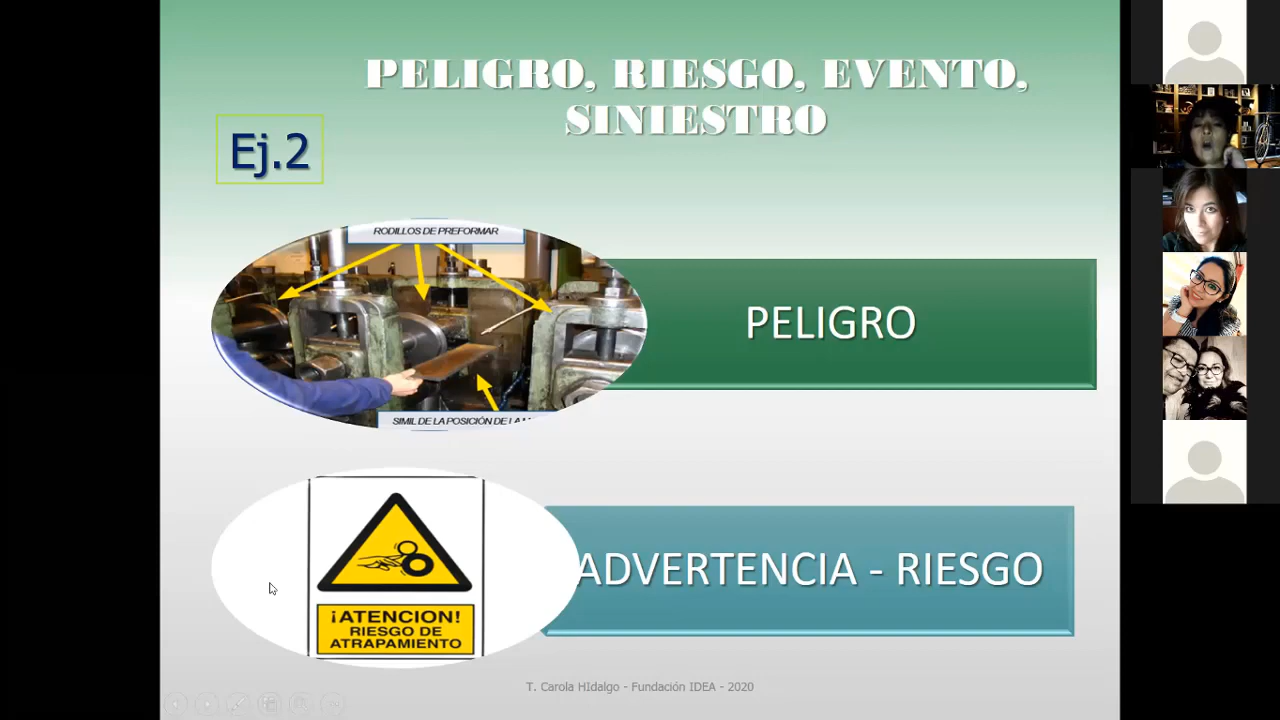 PELIGRO, RIESGO, EVENTO,
SINIESTRO
Ej.2
RODILLOS DE PREFORMAR
SIMIL DE LA POSICIÓN DE LA
PELIGRO
ADVERTENCIA - RIESGO
¡ATENCION!
RIESGO DE
ATRAPAMIENTO
T. Carola HIdalgo - Fundación IDEA - 2020